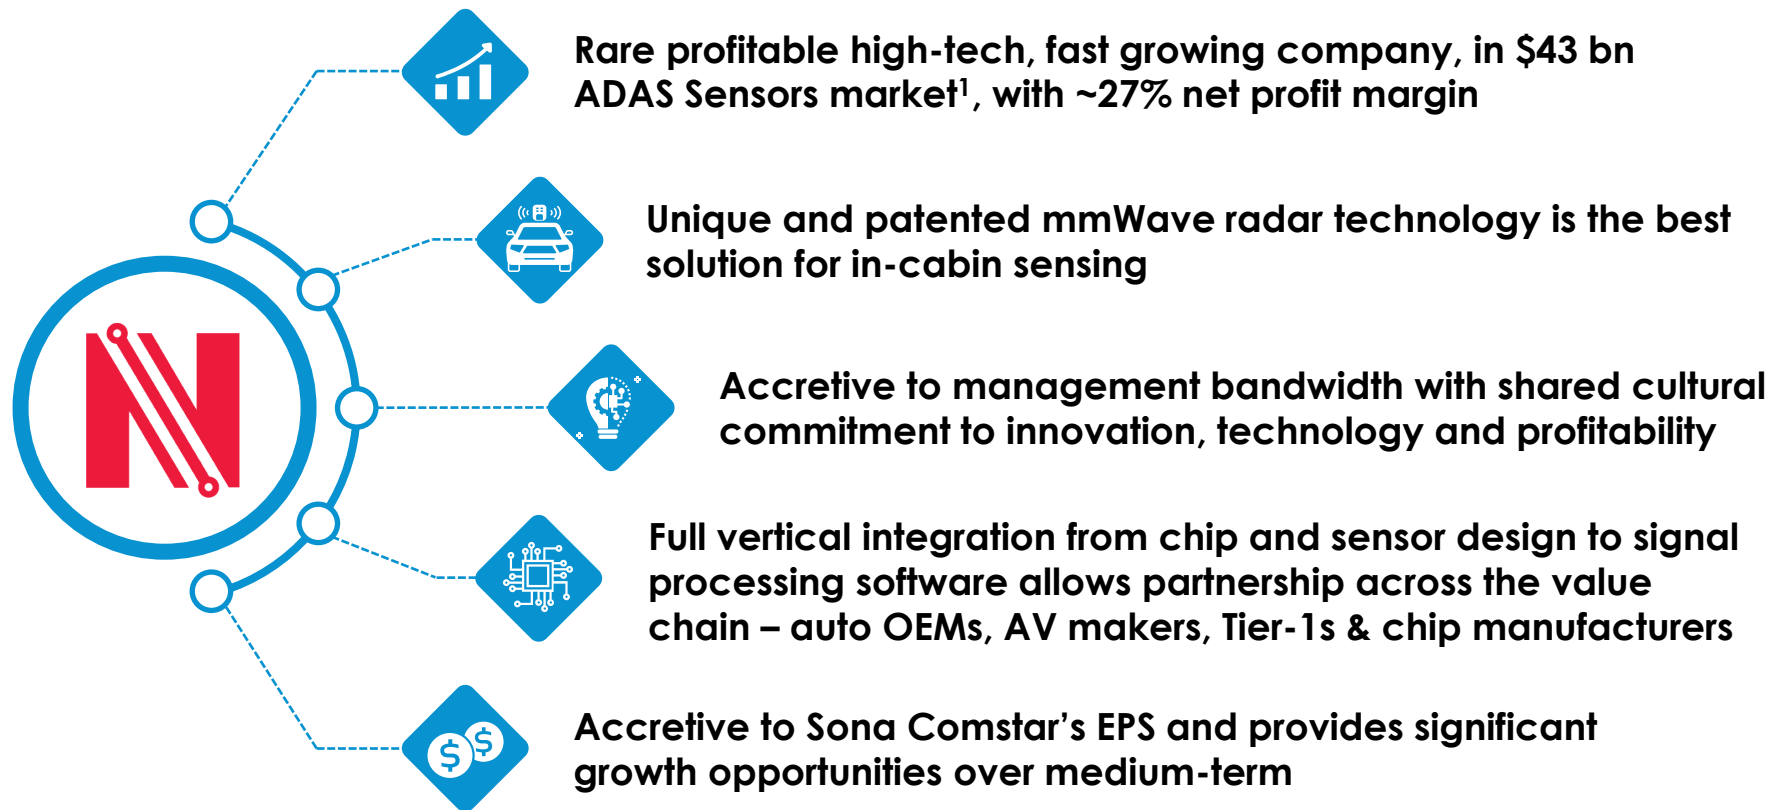 Rare profitable high-tech, fast growing company, in $43 bn
ADAS Sensors market¹, with ~27% net profit margin
Unique and patented mmWave radar technology is the best
solution for in-cabin sensing
N
Accretive to management bandwidth with shared cultural
commitment to innovation, technology and profitability
Full vertical integration from chip and sensor design to signal
processing software allows partnership across the value
chain – auto OEMs, AV makers, Tier-1s & chip manufacturers
$ $
Accretive to Sona Comstar’s EPS and provides significant
growth opportunities over medium-term